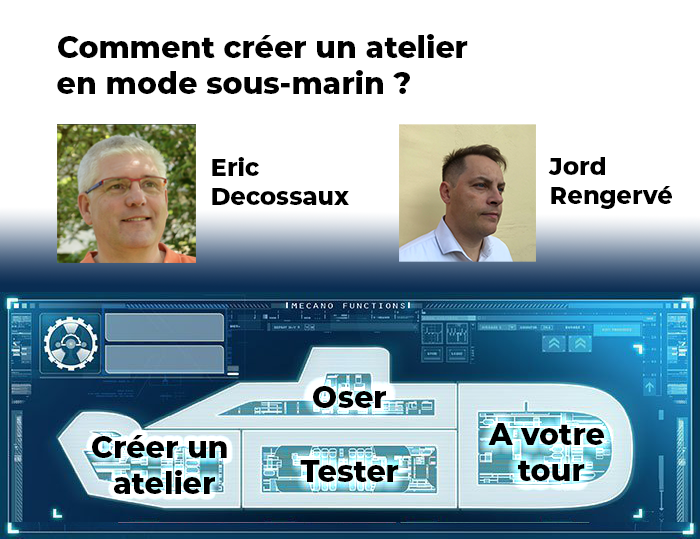 Comment créer un atelier
en mode sous-marin ?
Eric
Decossaux
Jord
Rengervé
MECANO FUNCTIONS
Oser
Créer un
atelier
Tester
A votre
tour